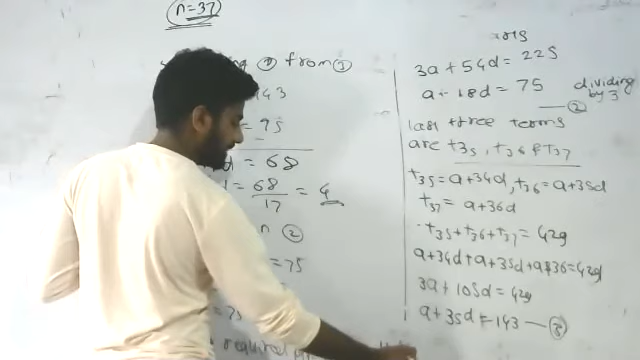 n=37
from ①
143
= 95
d = 68
= 68/17 = 4
n ②
= 75
= 75
required
3a + 54d = 225
a + 18d = 75 dividing by 3
—②
last three terms
are t35, t36 & t37
t35 = a+34d, t36 = a+35d
t37 = a+36d
t35+t36+t37 = 429
a+34d+a+35d+a+36=429
3a + 105d = 429
a + 35d = 143 —③